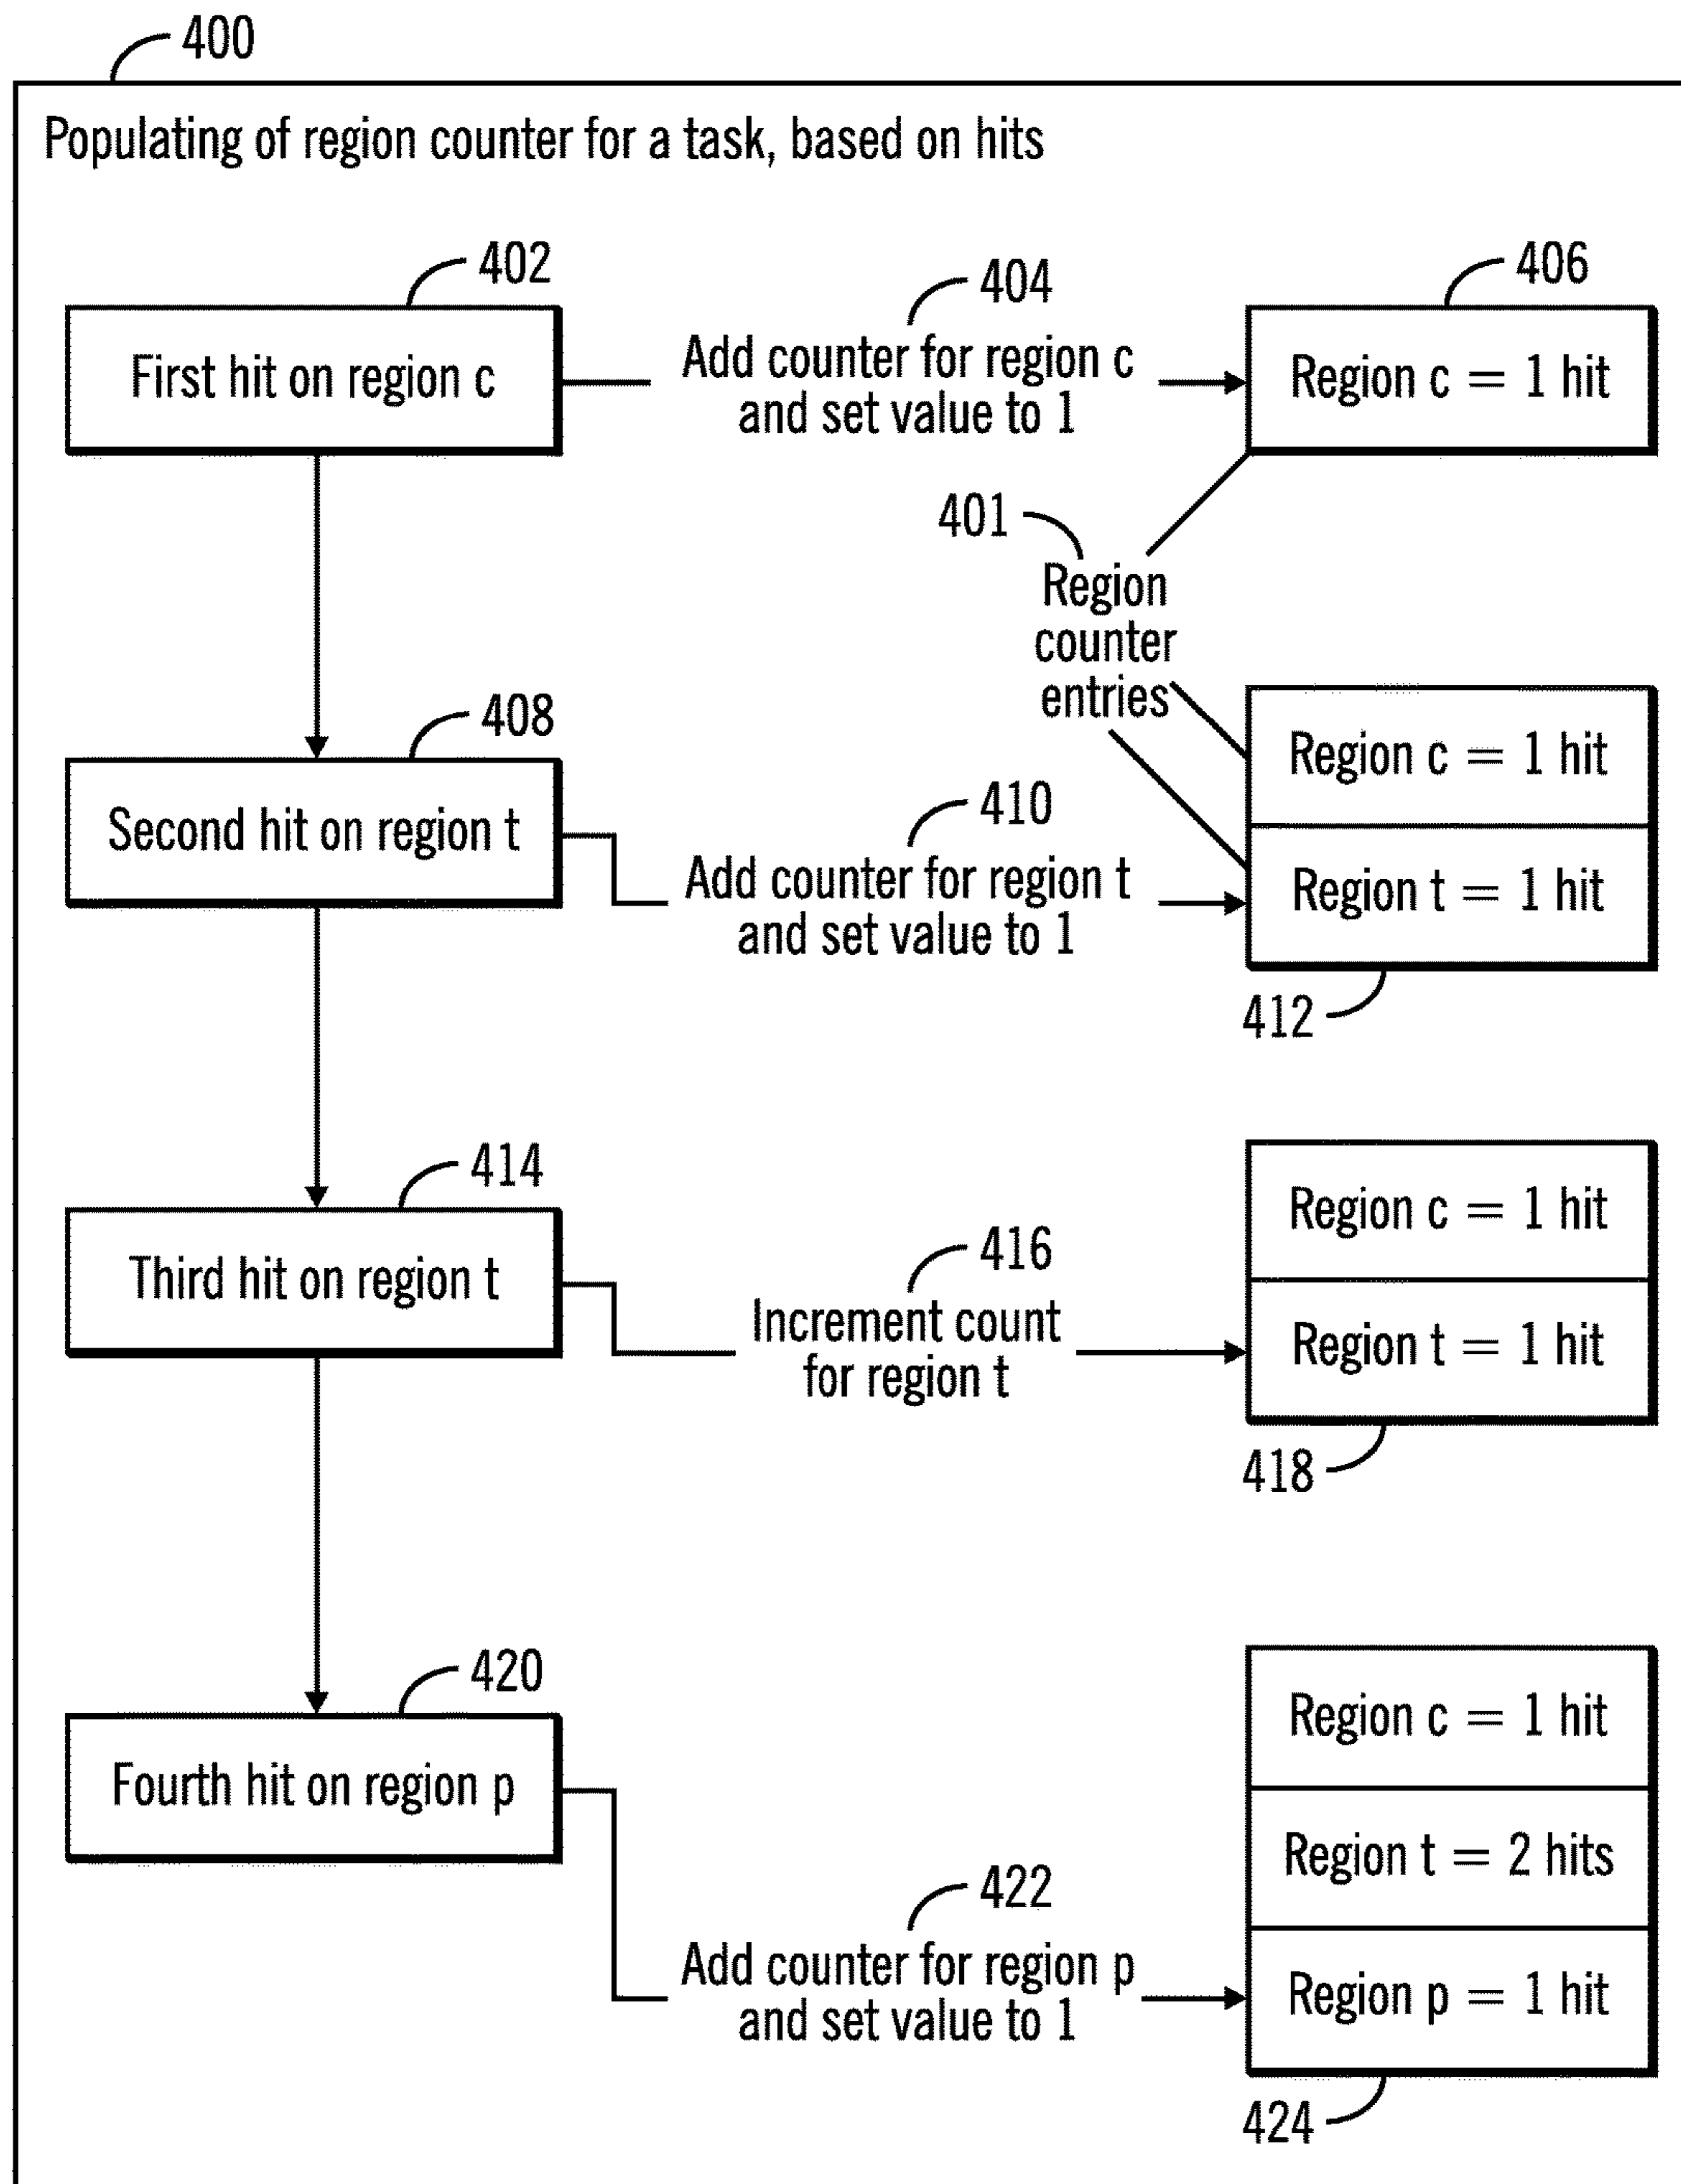 400
Populating of region counter for a task, based on hits
402
404
406
First hit on region c
Add counter for region c
and set value to 1
Region c = 1 hit
401
Region
counter
entries
408
410
Second hit on region t
Add counter for region t
and set value to 1
Region c = 1 hit
Region t = 1 hit
412
414
416
Third hit on region t
Increment count
for region t
Region c = 1 hit
Region t = 1 hit
418
420
422
Fourth hit on region p
Add counter for region p
and set value to 1
Region c = 1 hit
Region t = 2 hits
Region p = 1 hit
424